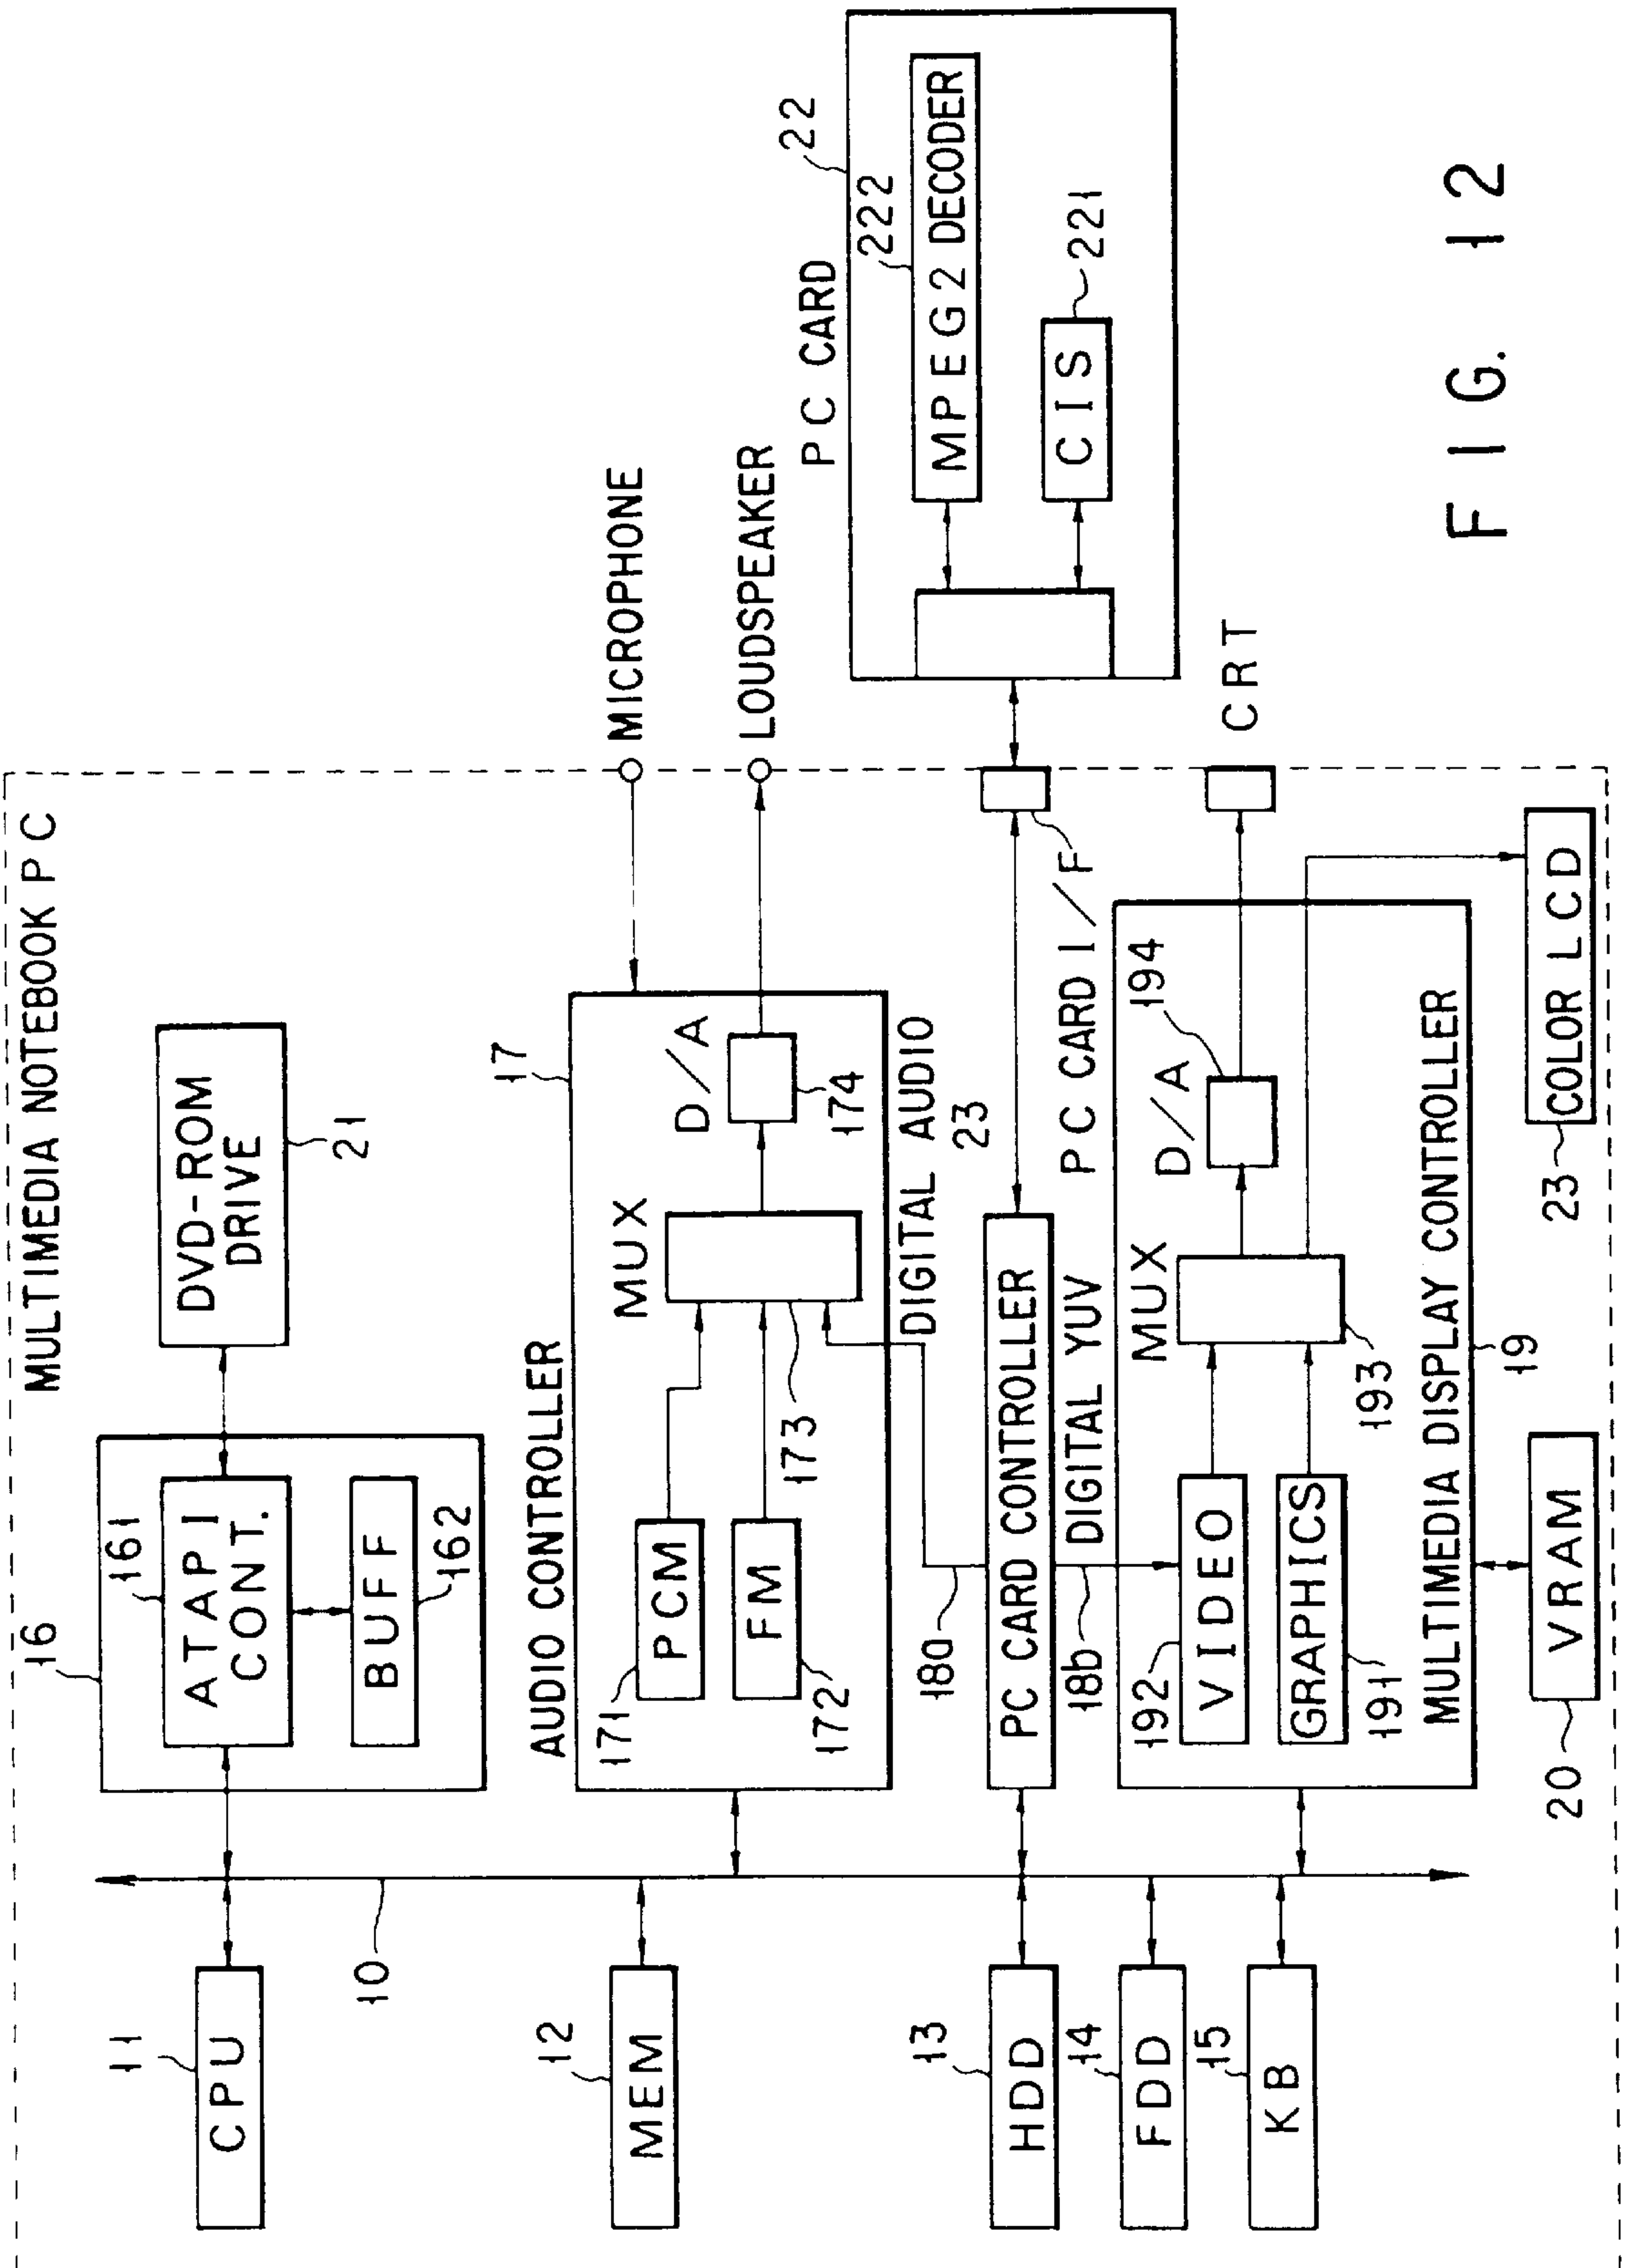 MULTIMEDIA NOTEBOOK PC
11
CPU
10
12
MEM
13
HDD
14
FDD
15
KB
16
161
ATAPI
CONT.
BUFF
162
DVD-ROM
DRIVE
21
AUDIO CONTROLLER
17
171
PCM
FM
172
MUX
173
D/A
174
MICROPHONE
LOUDSPEAKER
DIGITAL AUDIO
18a
23
PC CARD CONTROLLER
18b
DIGITAL YUV
PC CARD I/F
192
VIDEO
GRAPHICS
191
MUX
193
D/A
194
MULTIMEDIA DISPLAY CONTROLLER
19
CRT
20
VRAM
23
COLOR LCD
PC CARD
22
222
MPEG2 DECODER
CIS
221
FIG. 12